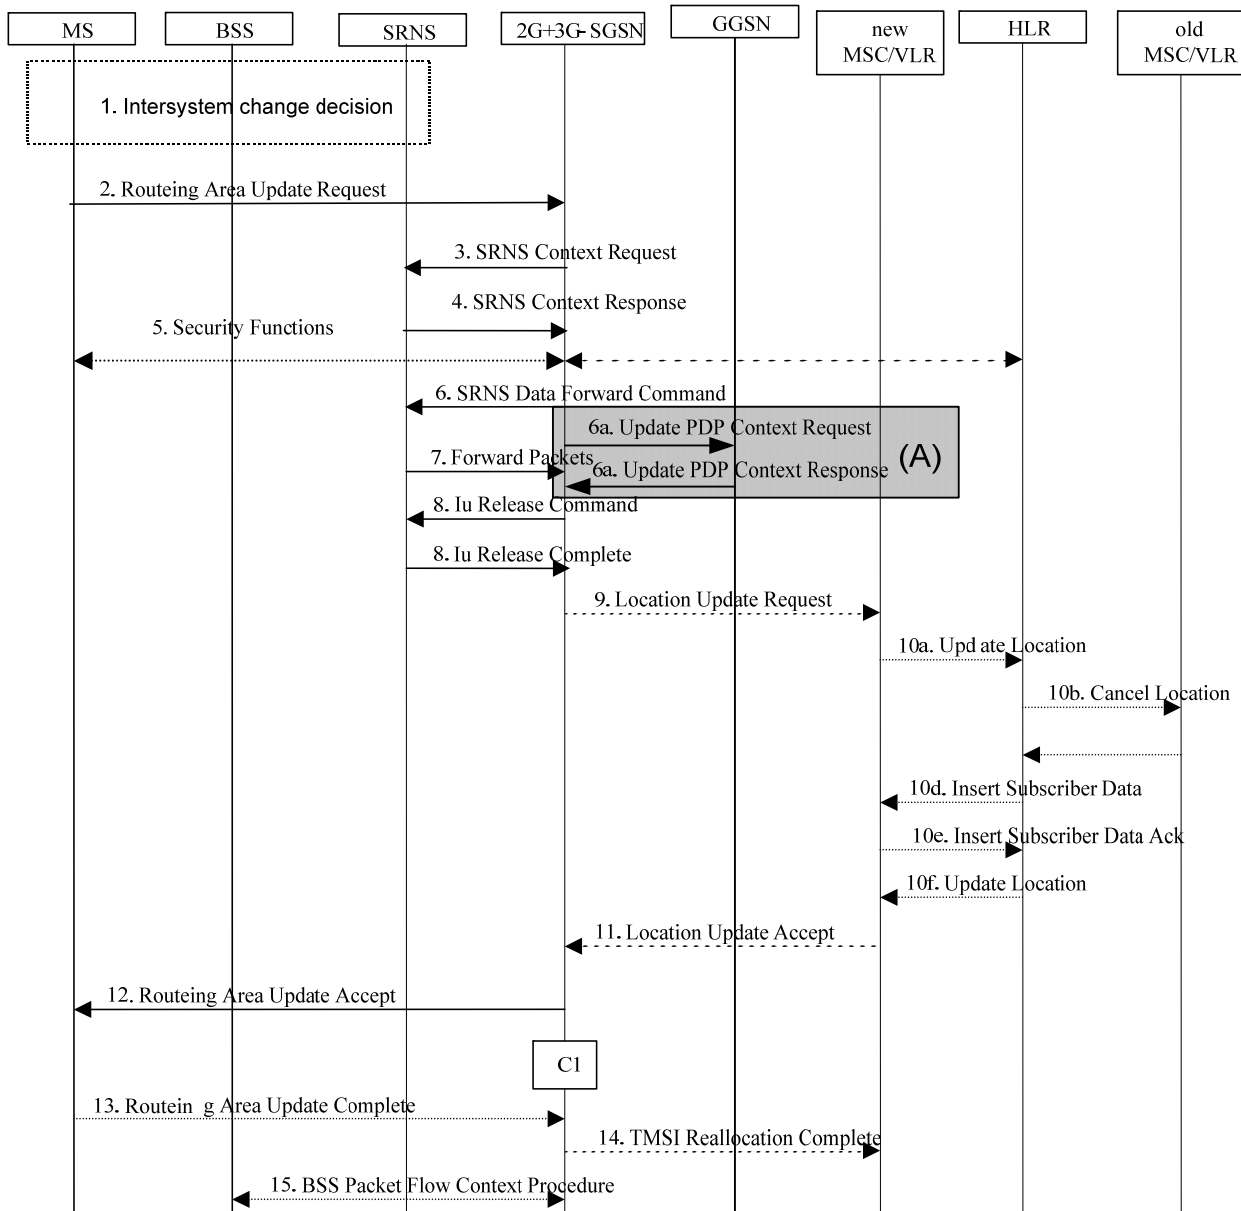 MS
BSS
SRNS
2G+3G-SGSN
GGSN
new
MSC/VLR
HLR
old
MSC/VLR
1. Intersystem change decision
2. Routeing Area Update Request
3. SRNS Context Request
4. SRNS Context Response
5. Security Functions
6. SRNS Data Forward Command
6a. Update PDP Context Request
(A)
7. Forward Packets
6a. Update PDP Context Response
8. Iu Release Command
8. Iu Release Complete
9. Location Update Request
10a. Upd ate Location
10b. Cancel Location
10d. Insert Subscriber Data
10e. Insert Subscriber Data Ack
10f. Update Location
11. Location Update Accept
12. Routeing Area Update Accept
C1
13. Routein g Area Update Complete
14. TMSI Reallocation Complete
15. BSS Packet Flow Context Procedure